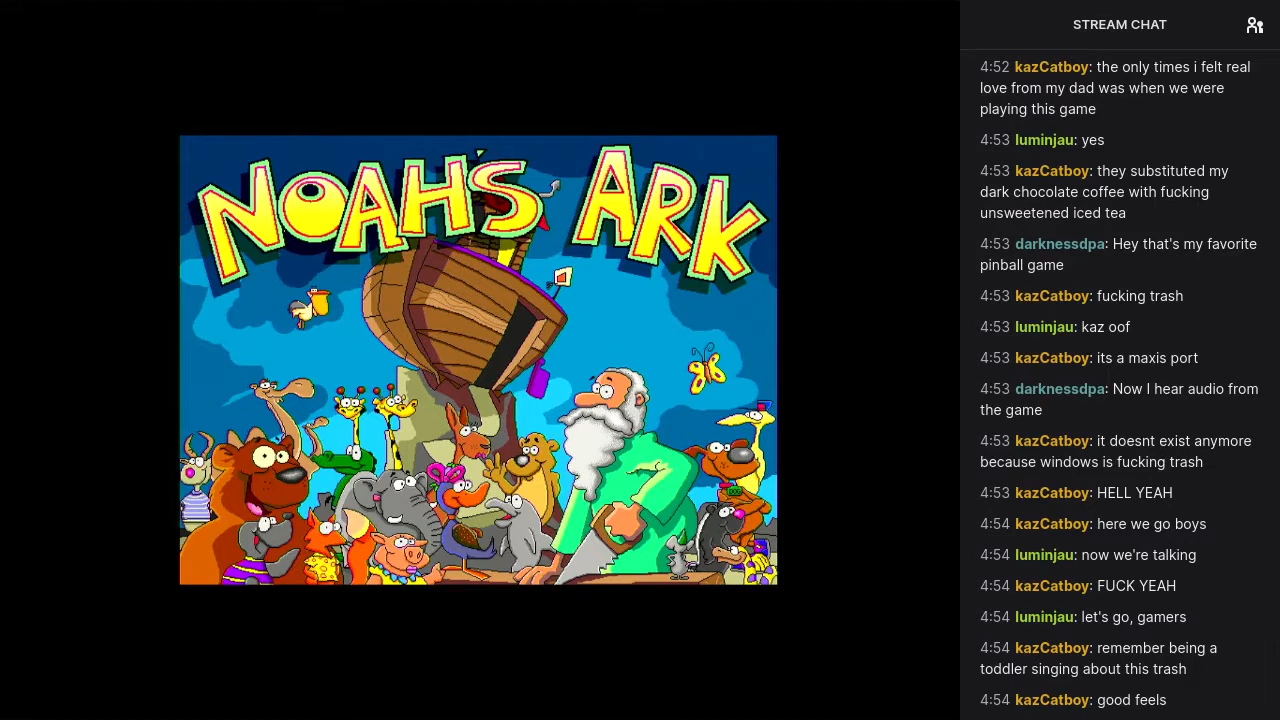 NOAH'S ARK
STREAM CHAT
4:52 kazCatboy: the only times i felt real
love from my dad was when we were
playing this game
4:53 luminjau: yes
4:53 kazCatboy: they substituted my
dark chocolate coffee with fucking
unsweetened iced tea
4:53 darknessdpa: Hey that's my favorite
pinball game
4:53 kazCatboy: fucking trash
4:53 luminjau: kaz oof
4:53 kazCatboy: its a maxis port
4:53 darknessdpa: Now I hear audio from
the game
4:53 kazCatboy: it doesnt exist anymore
because windows is fucking trash
4:53 kazCatboy: HELL YEAH
4:54 kazCatboy: here we go boys
4:54 luminjau: now we're talking
4:54 kazCatboy: FUCK YEAH
4:54 luminjau: let's go, gamers
4:54 kazCatboy: remember being a
toddler singing about this trash
4:54 kazCatboy: good feels